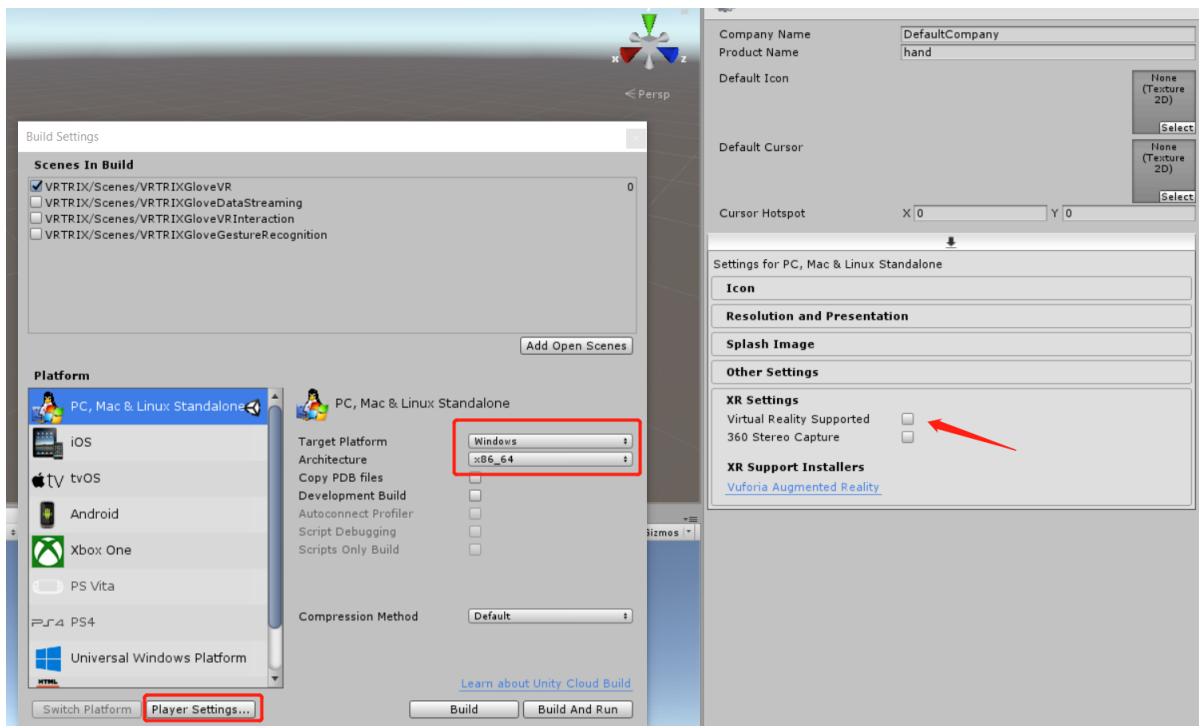 x
z
Persp
Build Settings
Scenes In Build
VRTRIX/Scenes/VRTRIXGloveVR 0
VRTRIX/Scenes/VRTRIXGloveDataStreaming
VRTRIX/Scenes/VRTRIXGloveVRInteraction
VRTRIX/Scenes/VRTRIXGloveGestureRecognition
Add Open Scenes
Platform
PC, Mac & Linux Standalone
iOS
tvOS
Android
Xbox One
PS Vita
PS4
Universal Windows Platform
HTML
PC, Mac & Linux Standalone
Target Platform Windows
Architecture x86_64
Copy PDB files
Development Build
Autoconnect Profiler
Script Debugging
Scripts Only Build
Compression Method Default
Learn about Unity Cloud Build
Switch Platform Player Settings... Build Build And Run
Company Name DefaultCompany
Product Name hand
Default Icon
None
(Texture
2D)
Select
Default Cursor
None
(Texture
2D)
Select
Cursor Hotspot X 0 Y 0
Settings for PC, Mac & Linux Standalone
Icon
Resolution and Presentation
Splash Image
Other Settings
XR Settings
Virtual Reality Supported
360 Stereo Capture
XR Support Installers
Vuforia Augmented Reality